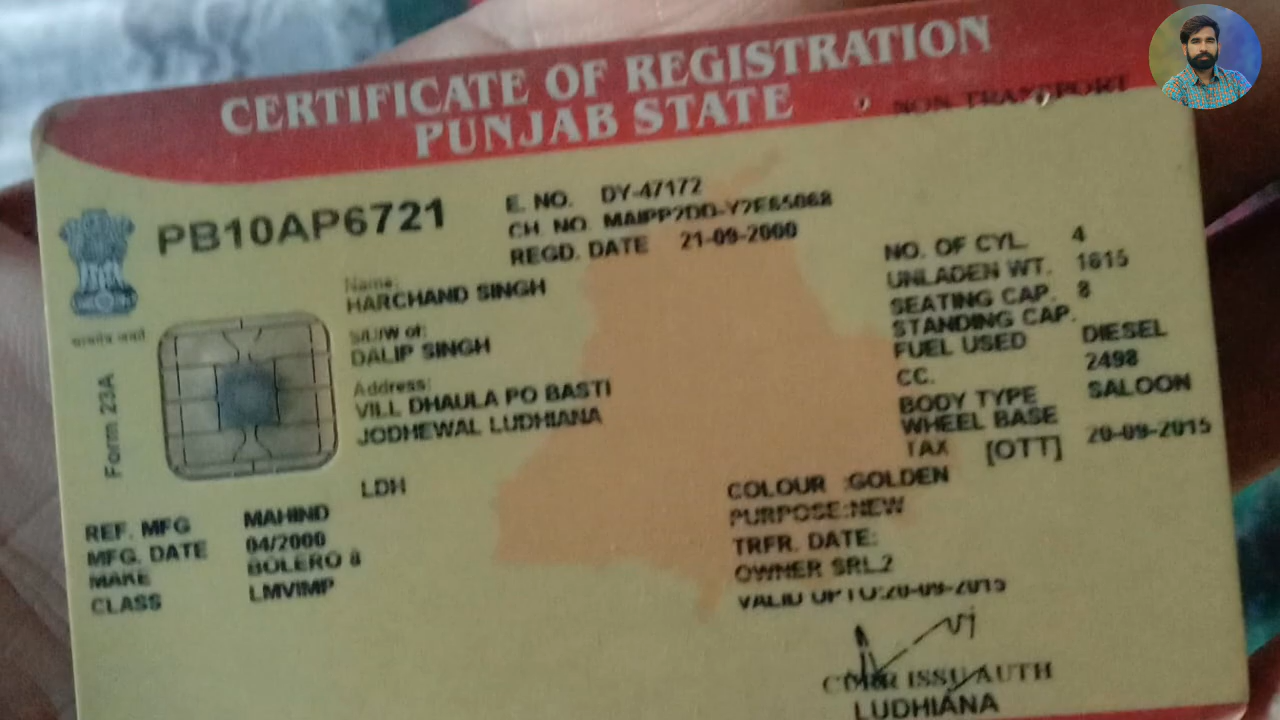 CERTIFICATE OF REGISTRATION
PUNJAB STATE
NON TRANSPORT
PB10AP6721
E. NO. DY-47172
CH. NO. MAIPP2DD-Y2E65068
REGD. DATE 21-09-2000
Name:
HARCHAND SINGH
S/D/W of:
DALIP SINGH
Address:
VILL DHAULA PO BASTI
JODHEWAL LUDHIANA
LDH
Form 23A
NO. OF CYL. 4
UNLADEN WT. 1615
SEATING CAP. 8
STANDING CAP.
FUEL USED DIESEL
CC. 2498
BODY TYPE SALOON
WHEEL BASE
TAX [OTT] 20-09-2015
REF. MFG MAHIND
MFG. DATE 04/2000
MAKE BOLERO 8
CLASS LMVIMP
COLOUR :GOLDEN
PURPOSE:NEW
TRFR. DATE:
OWNER SRL.2
VALID UPTO:20-09-2015
ISSU AUTH
LUDHIANA